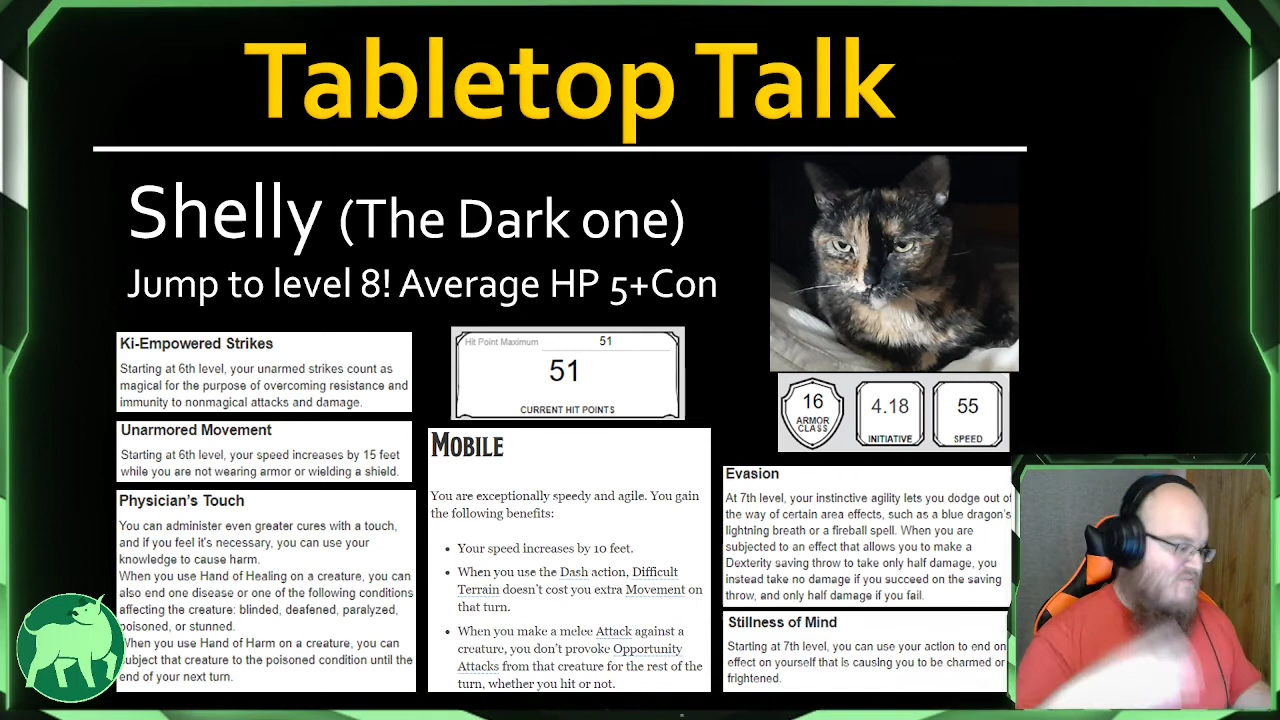 Tabletop Talk
Shelly (The Dark one)
Jump to level 8! Average HP 5+Con
Ki-Empowered Strikes
Starting at 6th level, your unarmed strikes count as
magical for the purpose of overcoming resistance and
immunity to nonmagical attacks and damage.
Unarmored Movement
Starting at 6th level, your speed increases by 15 feet
while you are not wearing armor or wielding a shield.
Physician's Touch
You can administer even greater cures with a touch,
and if you feel it's necessary, you can use your
knowledge to cause harm.
When you use Hand of Healing on a creature, you can
also end one disease or one of the following conditions
affecting the creature: blinded, deafened, paralyzed,
poisoned, or stunned.
When you use Hand of Harm on a creature, you can
subject that creature to the poisoned condition until the
end of your next turn.
Hit Point Maximum 51
51
CURRENT HIT POINTS
MOBILE
You are exceptionally speedy and agile. You gain
the following benefits:
• Your speed increases by 10 feet.
• When you use the Dash action, Difficult
Terrain doesn't cost you extra Movement on
that turn.
• When you make a melee Attack against a
creature, you don't provoke Opportunity
Attacks from that creature for the rest of the
turn, whether you hit or not.
16
ARMOR
CLASS
4.18
INITIATIVE
55
SPEED
Evasion
At 7th level, your instinctive agility lets you dodge out of
the way of certain area effects, such as a blue dragon's
lightning breath or a fireball spell. When you are
subjected to an effect that allows you to make a
Dexterity saving throw to take only half damage, you
instead take no damage if you succeed on the saving
throw, and only half damage if you fail.
Stillness of Mind
Starting at 7th level, you can use your action to end on
effect on yourself that is causing you to be charmed or
frightened.